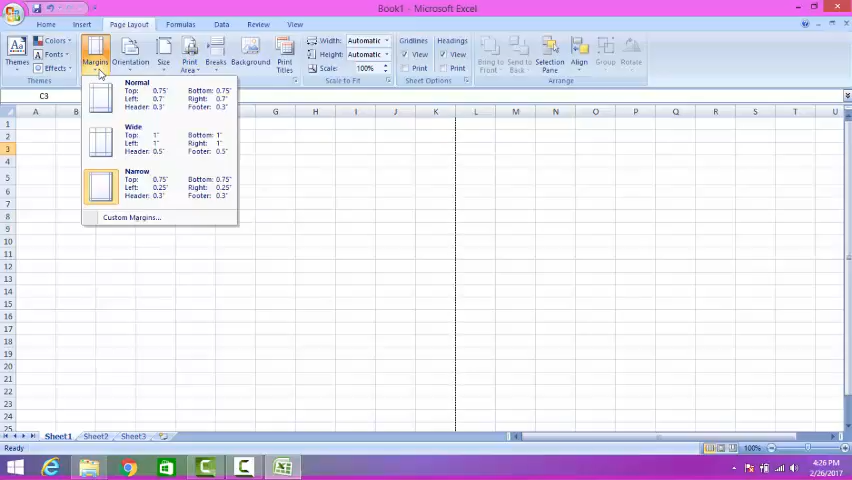 Book1 - Microsoft Excel
Home Insert Page Layout Formulas Data Review View
Themes Colors Fonts Effects Margins Orientation Size Print Area Breaks Background Print Titles Width: Automatic Height: Automatic Scale: 100% Gridlines View Print Headings View Print Bring to Front Send to Back Selection Pane Align Group Rotate
Themes Scale to Fit Sheet Options Arrange
C3
Normal
Top: 0.75" Bottom: 0.75"
Left: 0.7" Right: 0.7"
Header: 0.3" Footer: 0.3"
Wide
Top: 1" Bottom: 1"
Left: 1" Right: 1"
Header: 0.5" Footer: 0.5"
Narrow
Top: 0.75" Bottom: 0.75"
Left: 0.25" Right: 0.25"
Header: 0.3" Footer: 0.3"
Custom Margins...
A B G H I J K L M N O P Q R S T U
1
2
3
4
5
6
7
8
9
10
11
12
13
14
15
16
17
18
19
20
21
22
23
24
25
Sheet1 Sheet2 Sheet3
Ready 100%
4:26 PM
2/26/2017